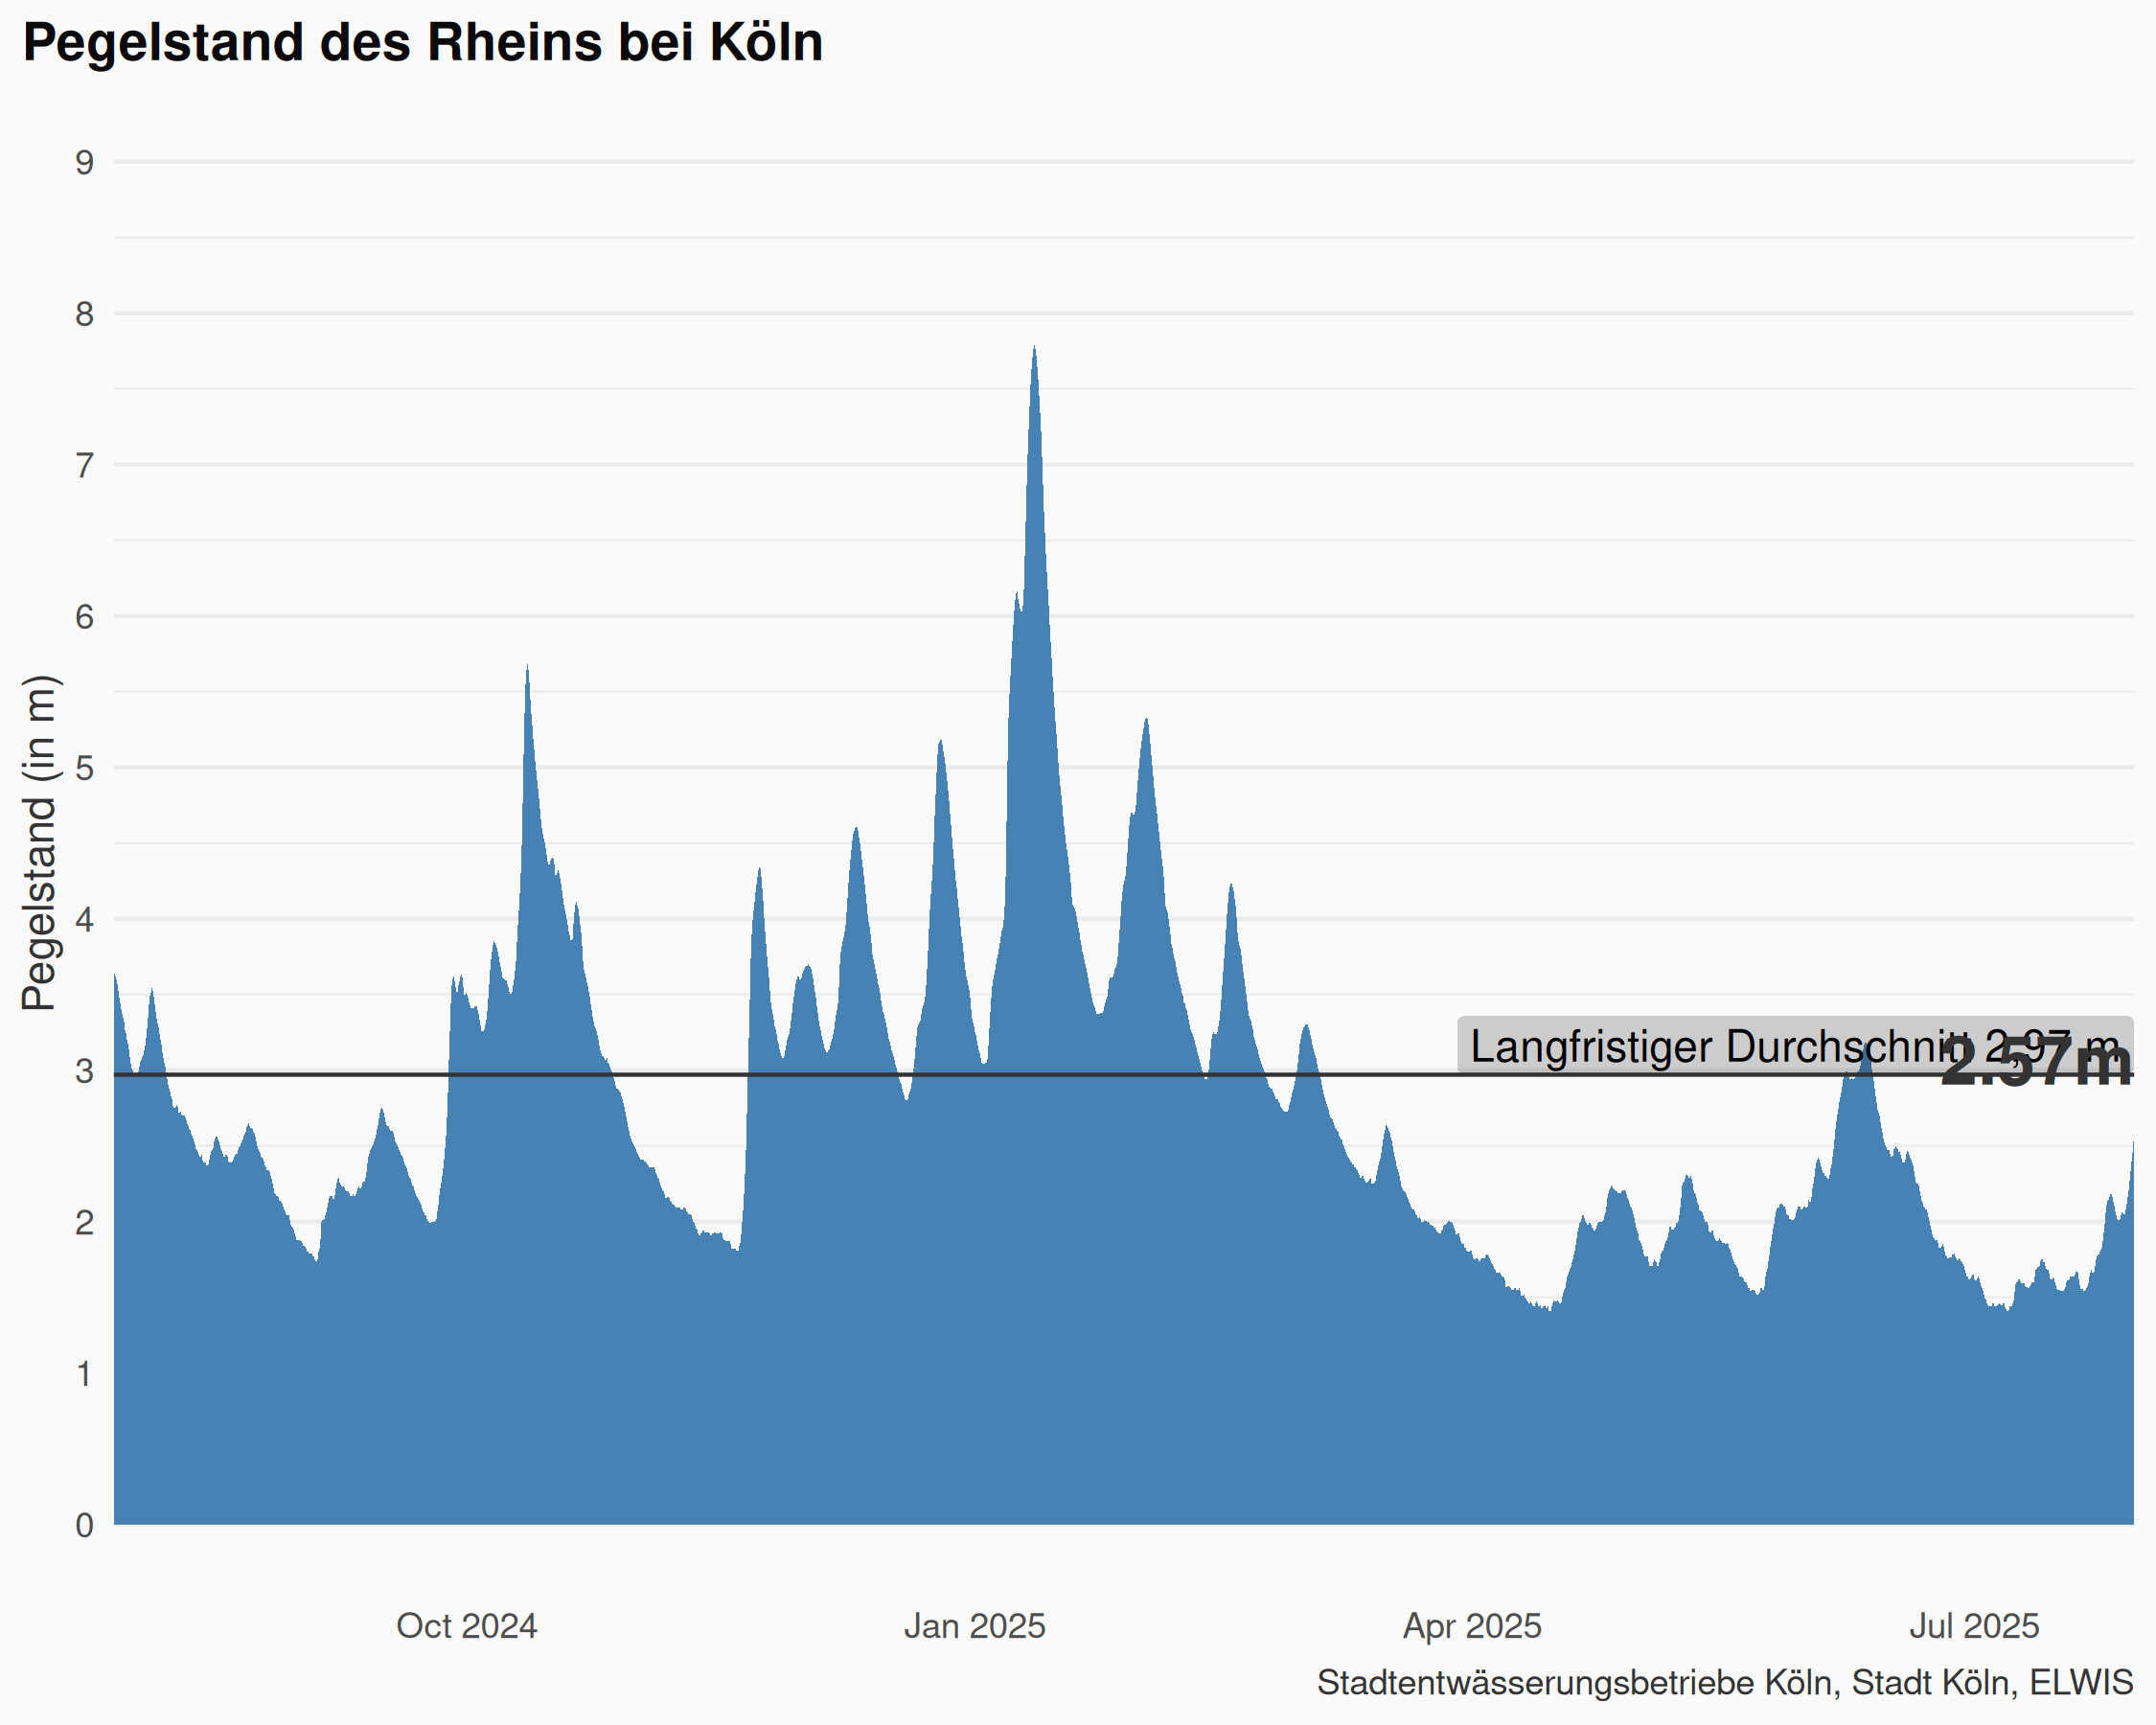 Pegelstand des Rheins bei Köln
Pegelstand (in m)
9
8
7
6
5
4
3
2
1
0
Langfristiger Durchschnitt 2,97 m
2.57m
Oct 2024
Jan 2025
Apr 2025
Jul 2025
Stadtentwässerungsbetriebe Köln, Stadt Köln, ELWIS